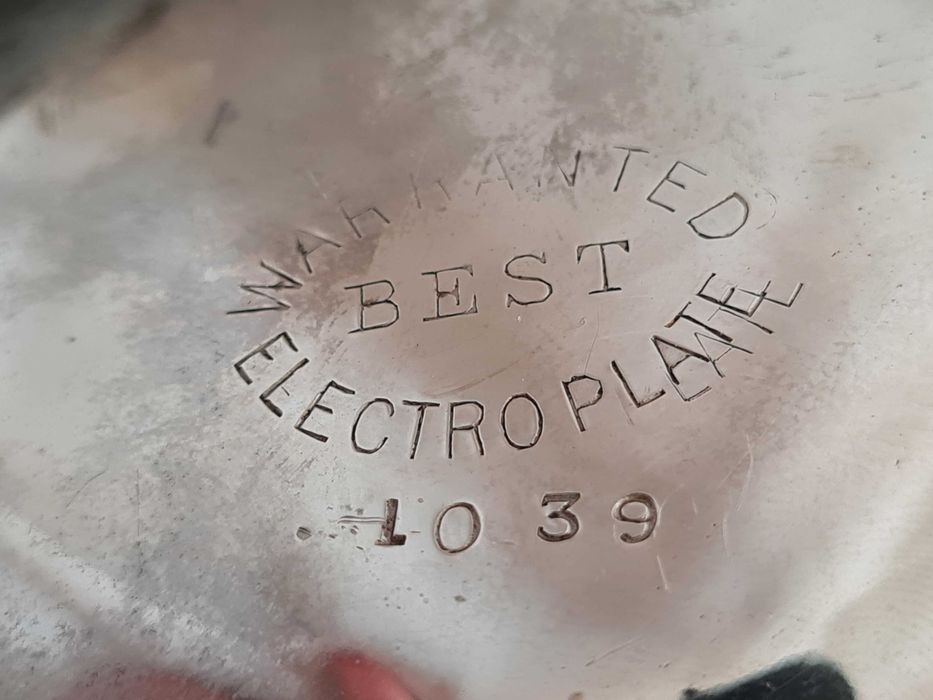 WARRANTED
BEST
ELECTROPLATE
1039